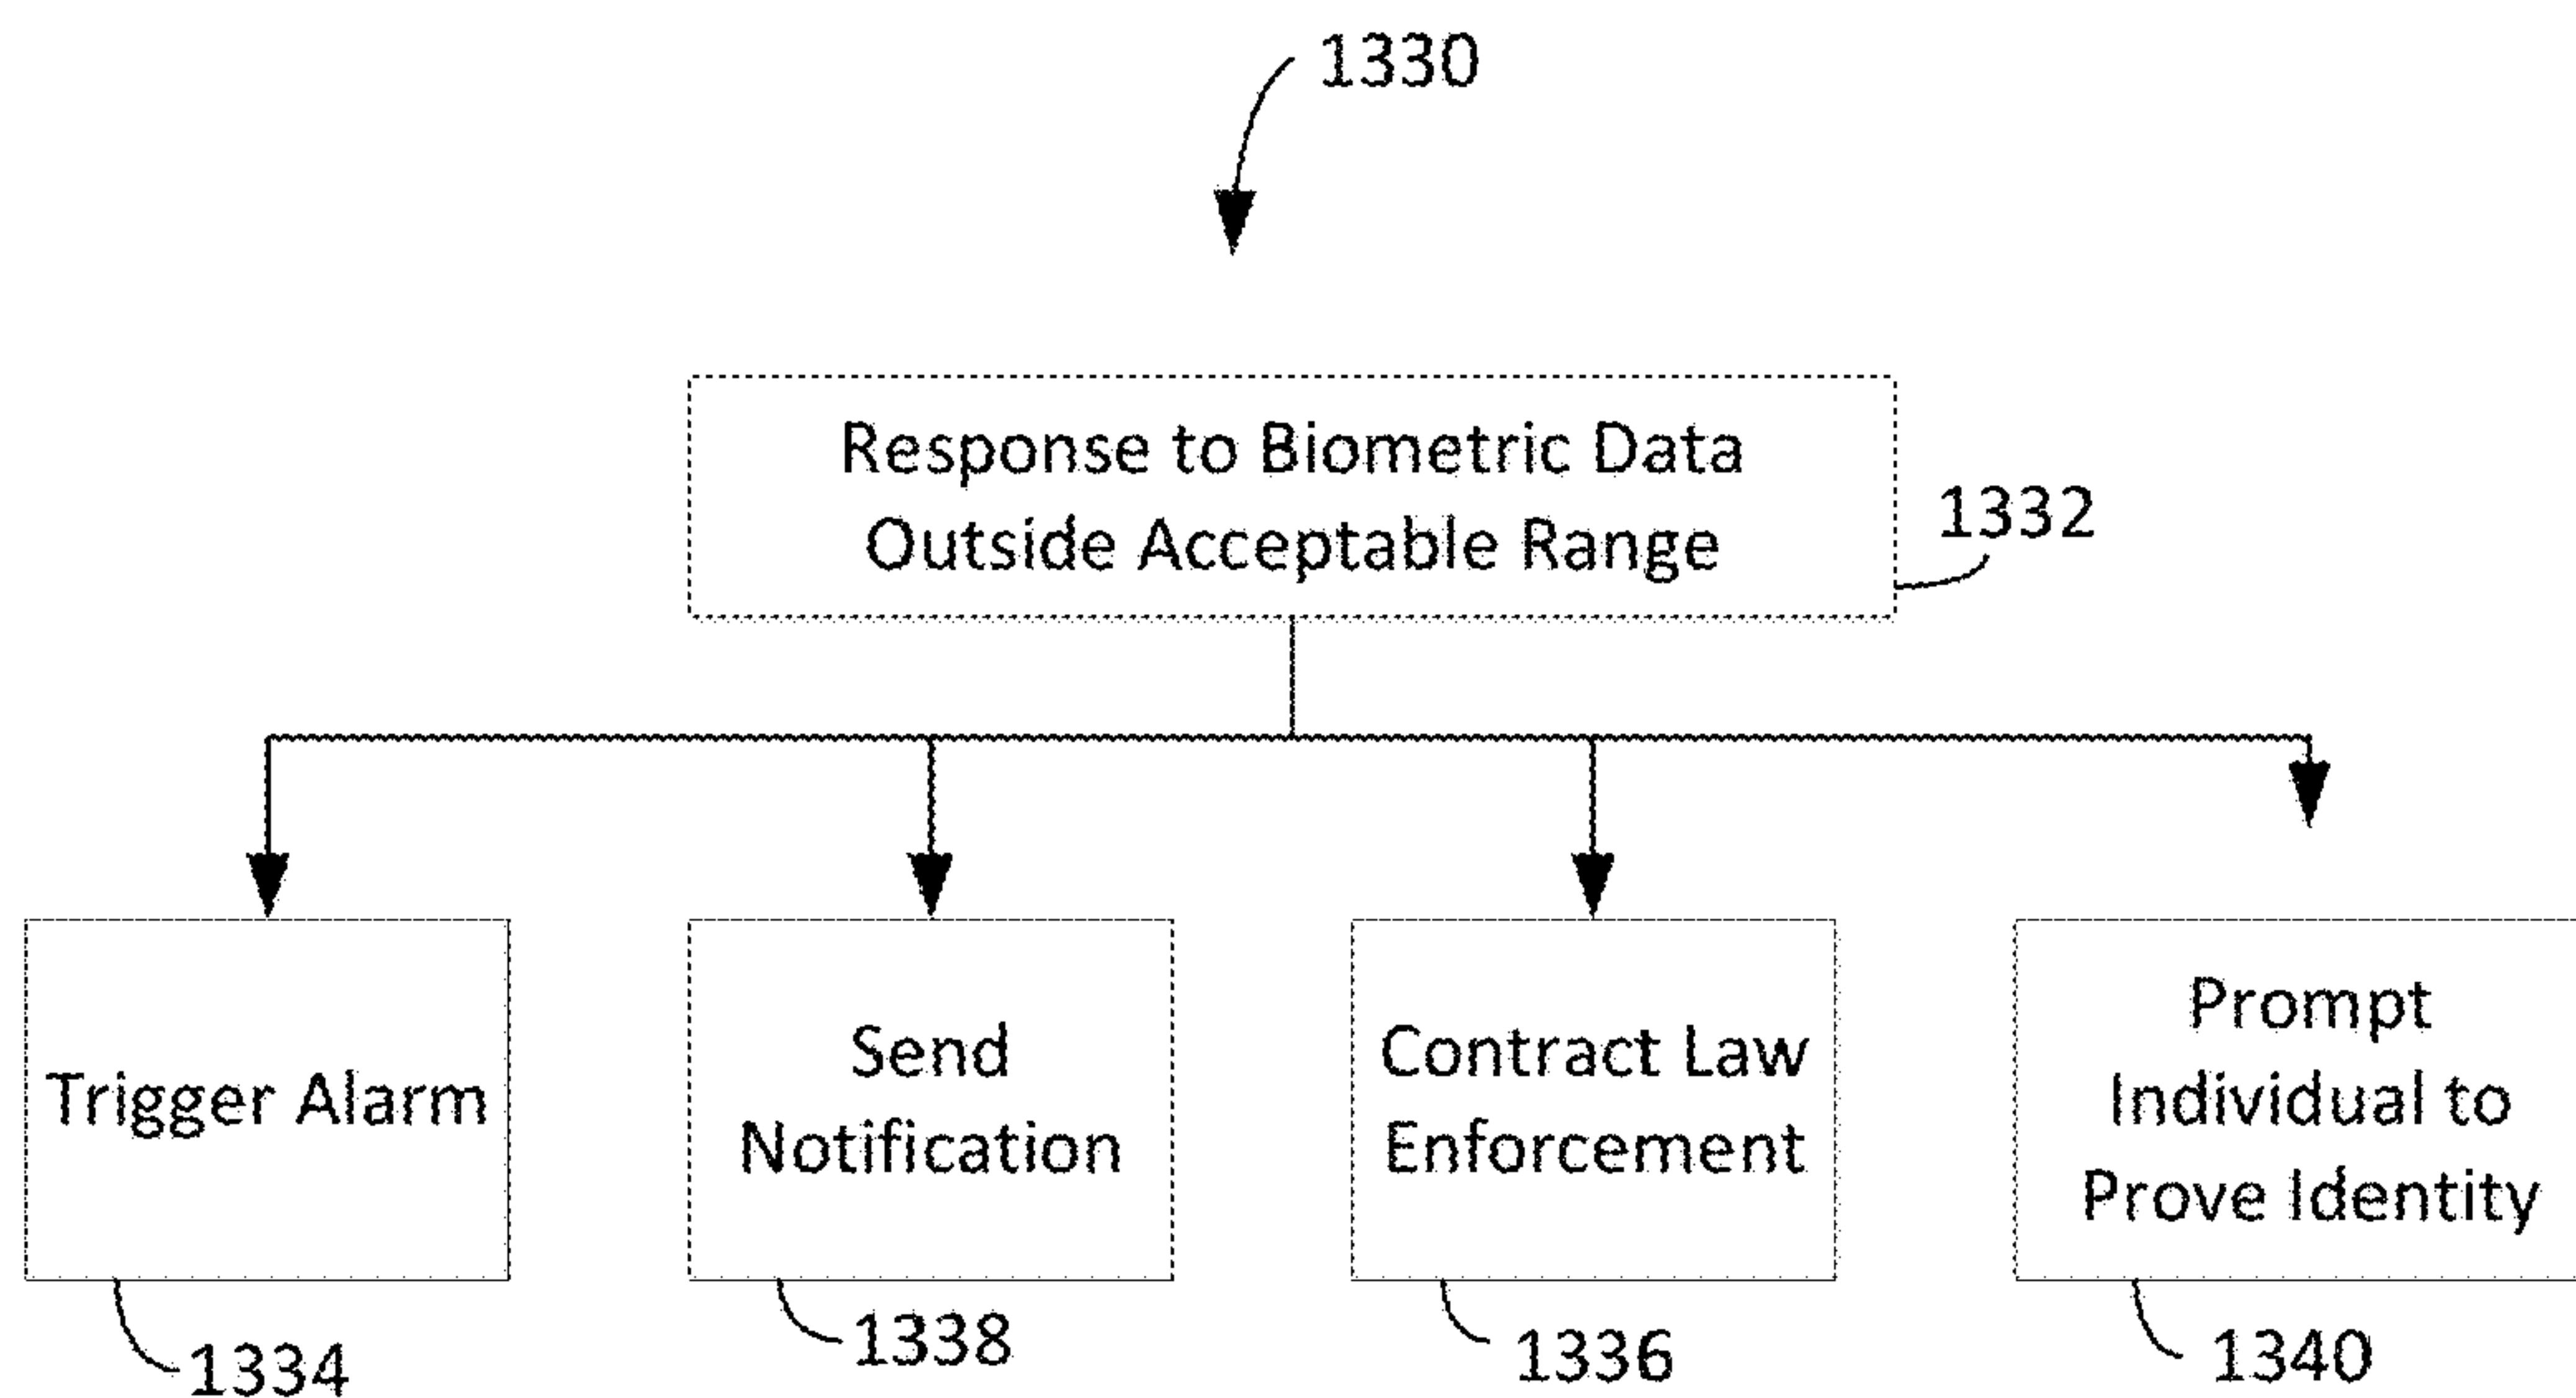 1330
Response to Biometric Data
Outside Acceptable Range
1332
Trigger Alarm
1334
Send
Notification
1338
Contract Law
Enforcement
1336
Prompt
Individual to
Prove Identity
1340